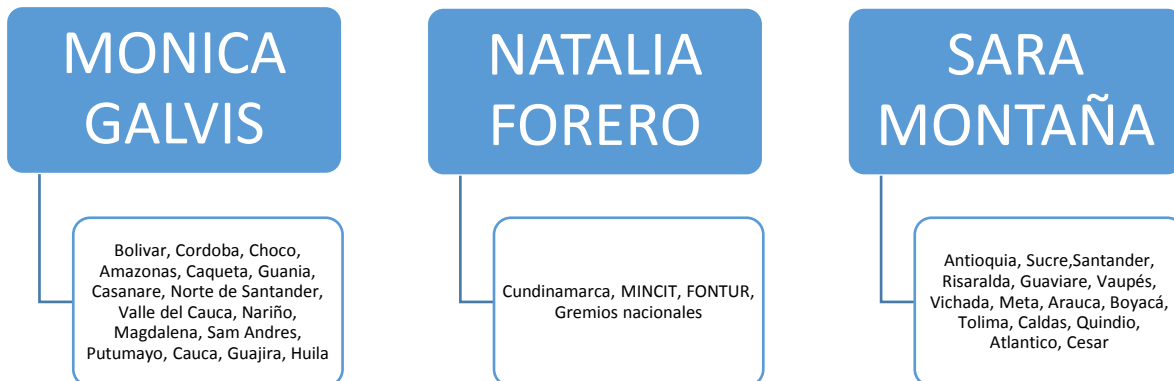 MONICA
GALVIS
Bolivar, Cordoba, Choco,
Amazonas, Caqueta, Guania,
Casanare, Norte de Santander,
Valle del Cauca, Nariño,
Magdalena, Sam Andres,
Putumayo, Cauca, Guajira, Huila
NATALIA
FORERO
Cundinamarca, MINCIT, FONTUR,
Gremios nacionales
SARA
MONTAÑA
Antioquia, Sucre,Santander,
Risaralda, Guaviare, Vaupés,
Vichada, Meta, Arauca, Boyacá,
Tolima, Caldas, Quindio,
Atlantico, Cesar